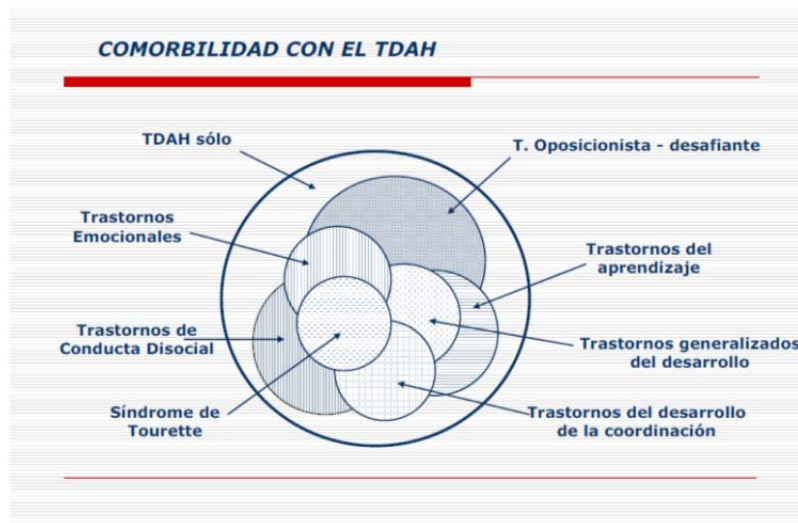 COMORBILIDAD CON EL TDAH
TDAH sólo
T. Oposicionista - desafiante
Trastornos
Emocionales
Trastornos del
aprendizaje
Trastornos de
Conducta Disocial
Trastornos generalizados
del desarrollo
Síndrome de
Tourette
Trastornos del desarrollo
de la coordinación